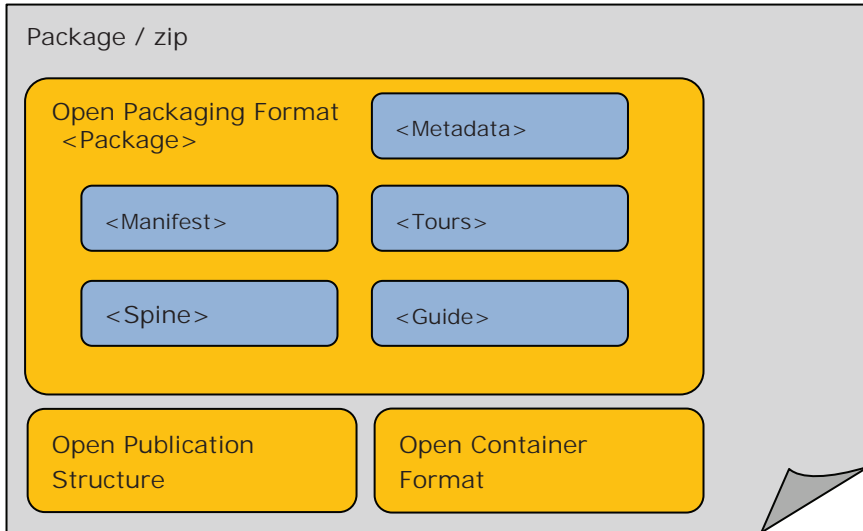 Package / zip
Open Packaging Format
<Package>
<Metadata>
<Manifest>
<Tours>
<Spine>
<Guide>
Open Publication
Structure
Open Container
Format